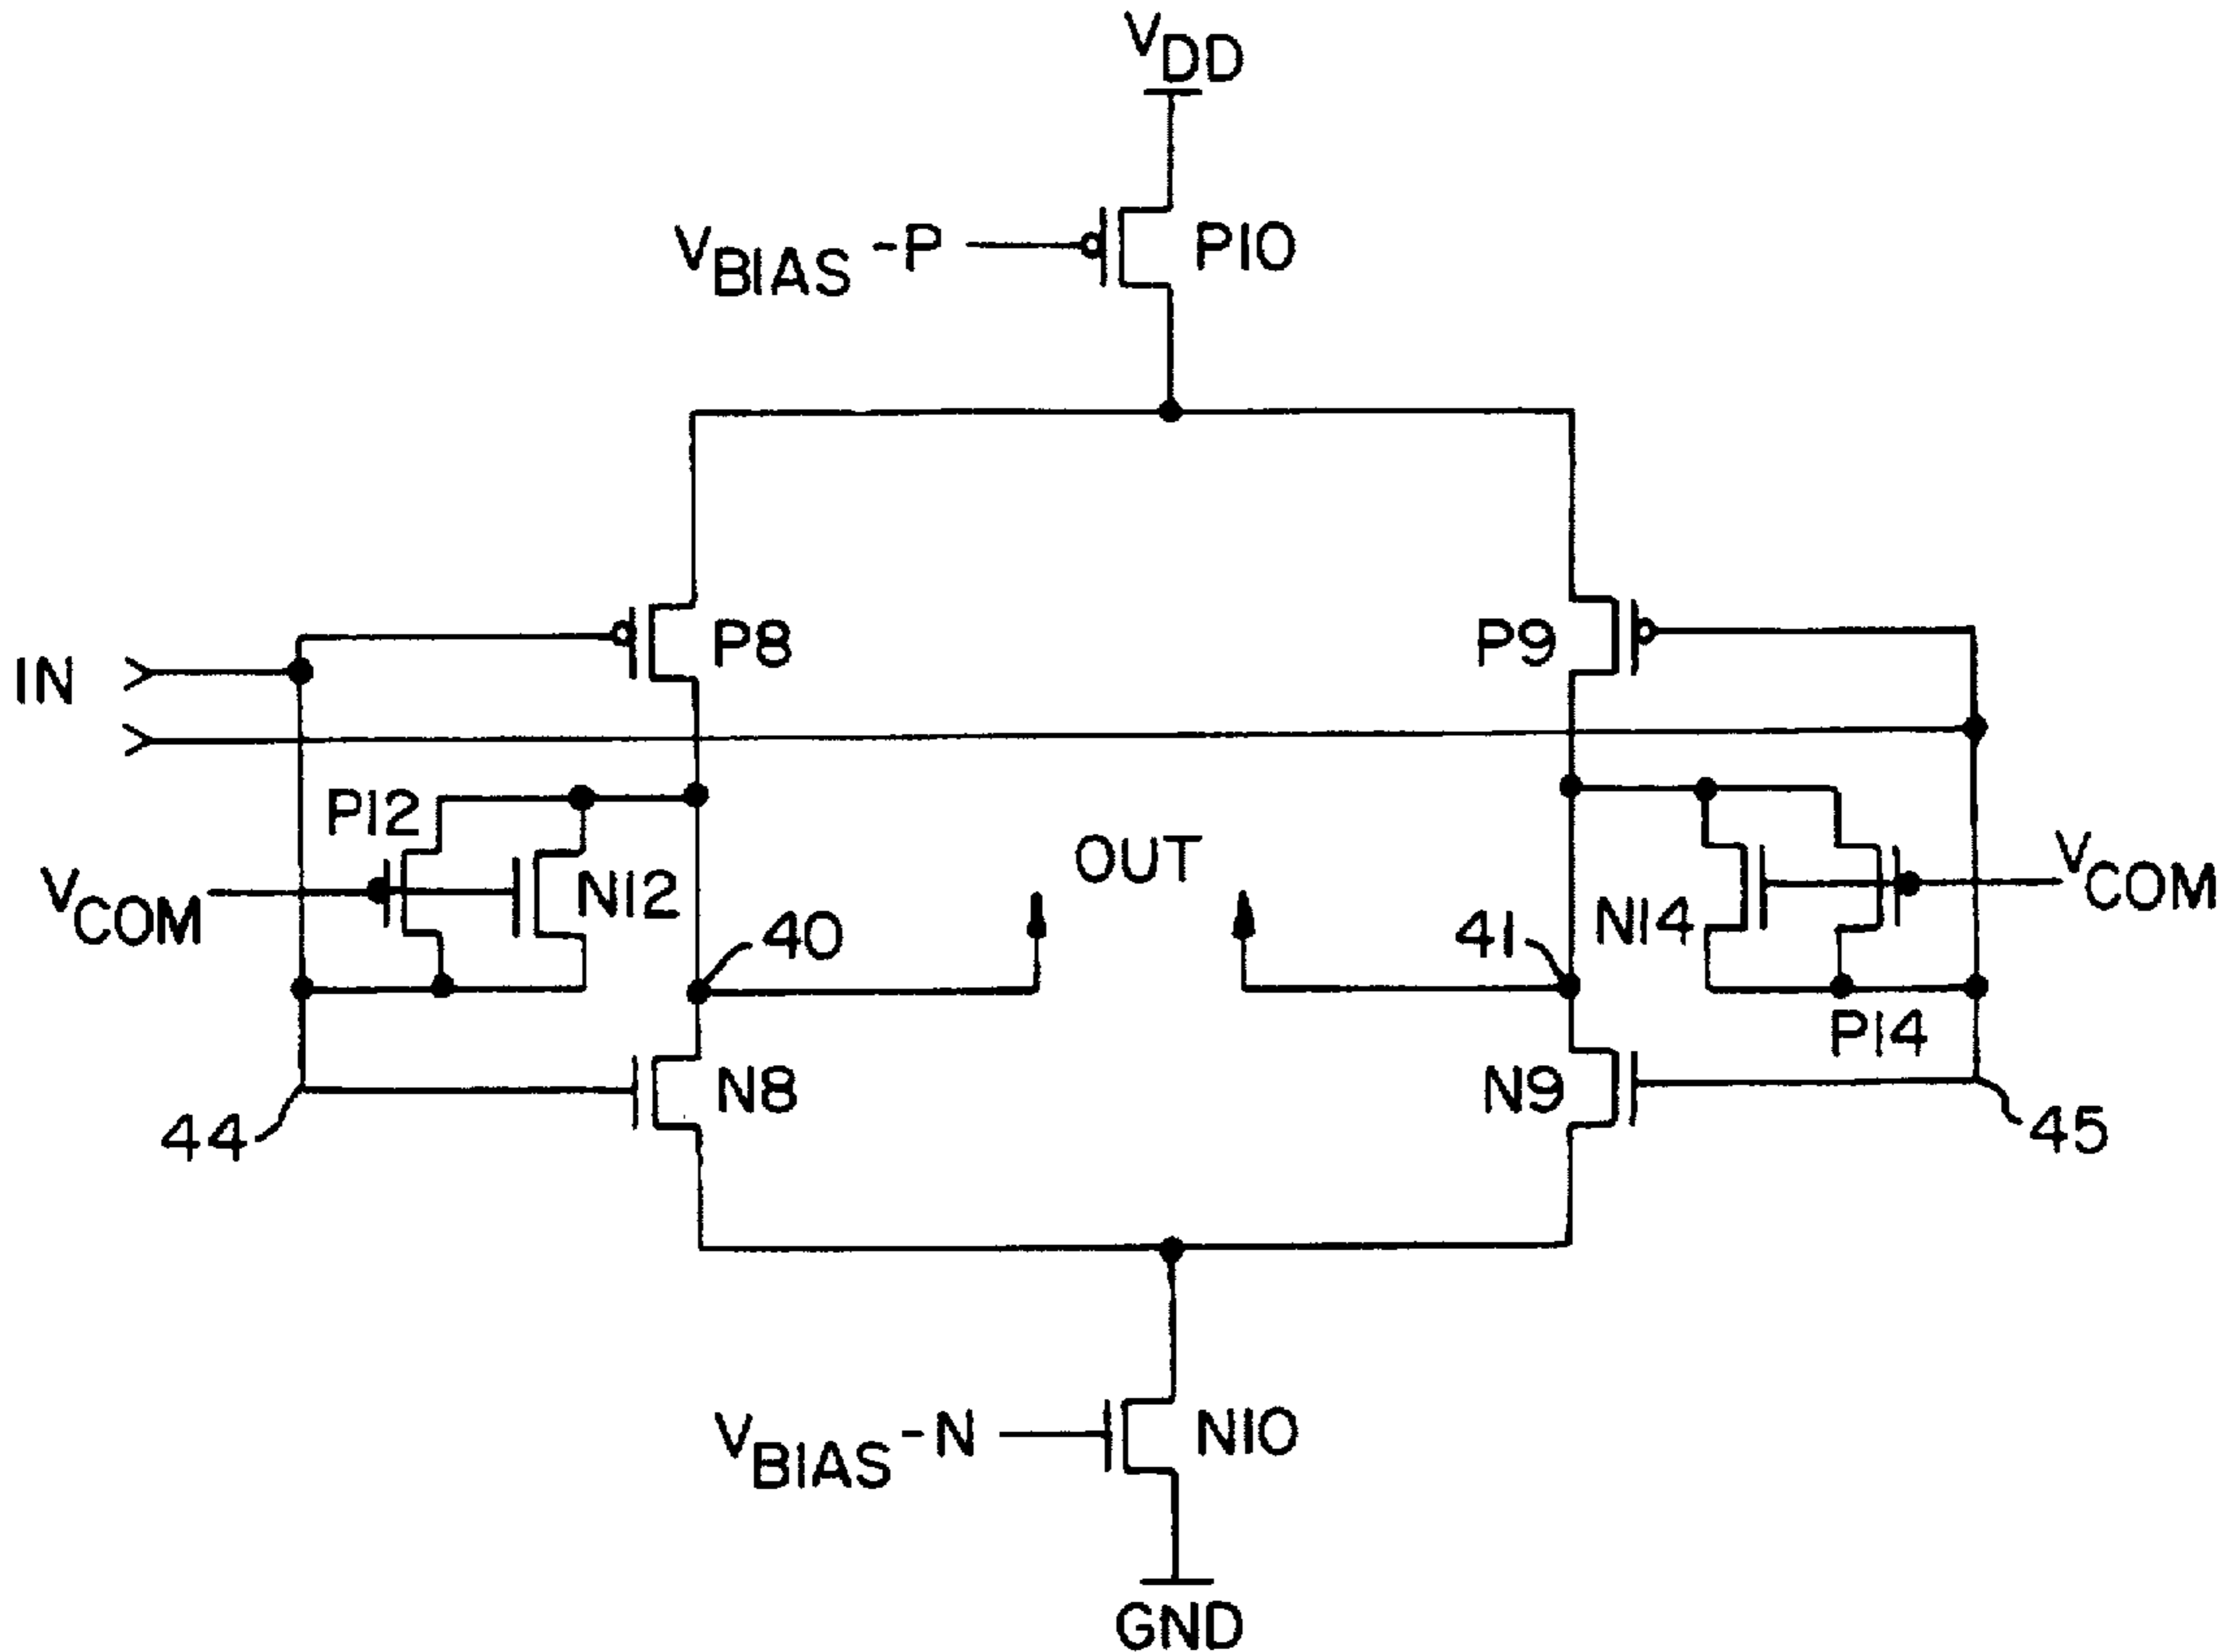 VDD
VBIAS-P
P10
P8
P9
IN
P12
OUT
VCOM
N12
40
41
N14
VCOM
P14
N8
N9
44
45
VBIAS-N
N10
GND